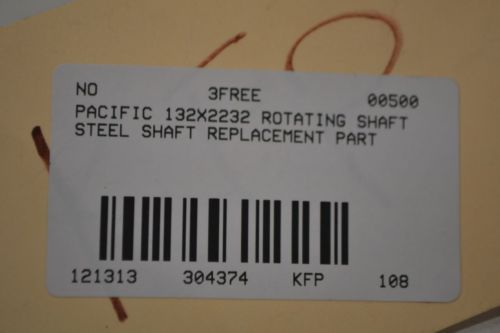 NO 3FREE 00500
PACIFIC 132X2232 ROTATING SHAFT
STEEL SHAFT REPLACEMENT PART
121313 304374 KFP 108